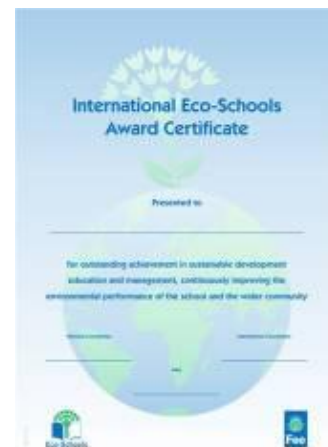 International Eco-Schools
Award Certificate
Presented to
for outstanding achievement in sustainable development
education and management, continuously improving the
environmental performance of the school and the wider community
Eco-Schools
Fee